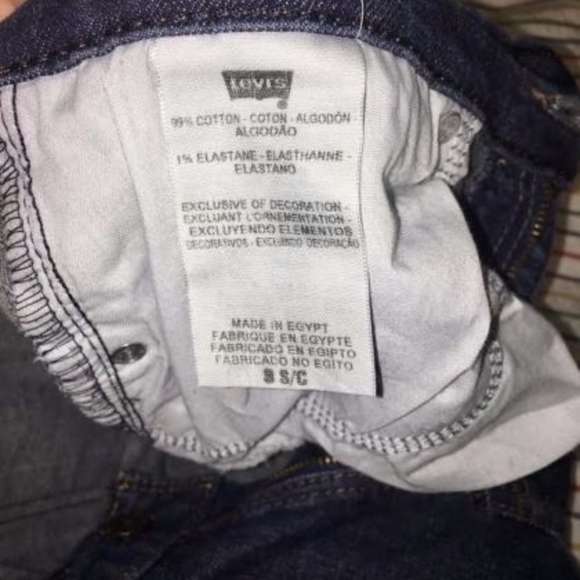 Levi's
®
99% COTTON - COTON - ALGODÓN -
ALGODÃO
1% ELASTANE - ELASTHANNE -
ELASTANO
EXCLUSIVE OF DECORATION -
EXCLUANT L'ORNEMENTATION -
EXCLUYENDO ELEMENTOS
DECORATIVOS - EXCLUINDO DECORAÇÃO
MADE IN EGYPT
FABRIQUE EN EGYPTE
FABRICADO EN EGIPTO
FABRICADO NO EGITO
S/C